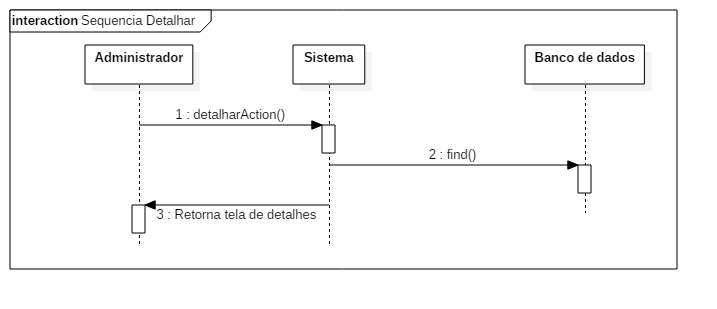 interaction Sequencia Detalhar
Administrador
Sistema
Banco de dados
1 : detalharAction()
2 : find()
3 : Retorna tela de detalhes